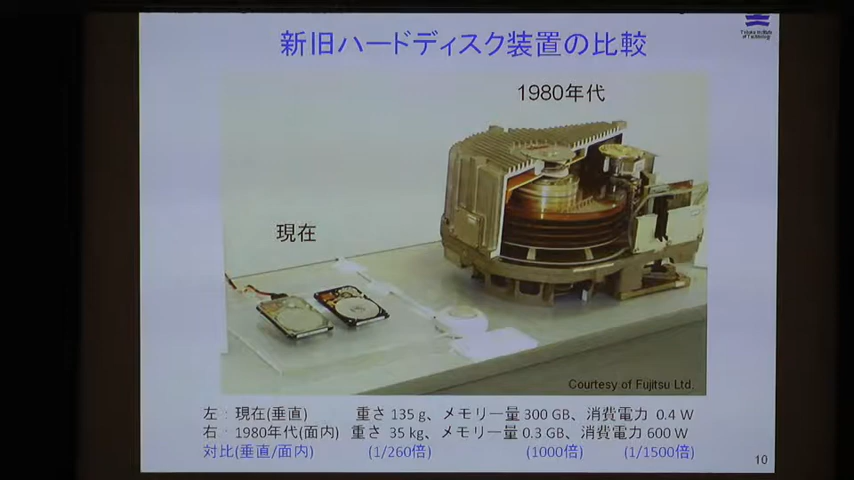 新旧ハードディスク装置の比較
1980年代
現在
Courtesy of Fujitsu Ltd.
左：現在(垂直) 重さ 135 g、メモリー量 300 GB、消費電力 0.4 W
右：1980年代(面内) 重さ 35 kg、メモリー量 0.3 GB、消費電力 600 W
対比(垂直/面内) (1/260倍) (1000倍) (1/1500倍)
10